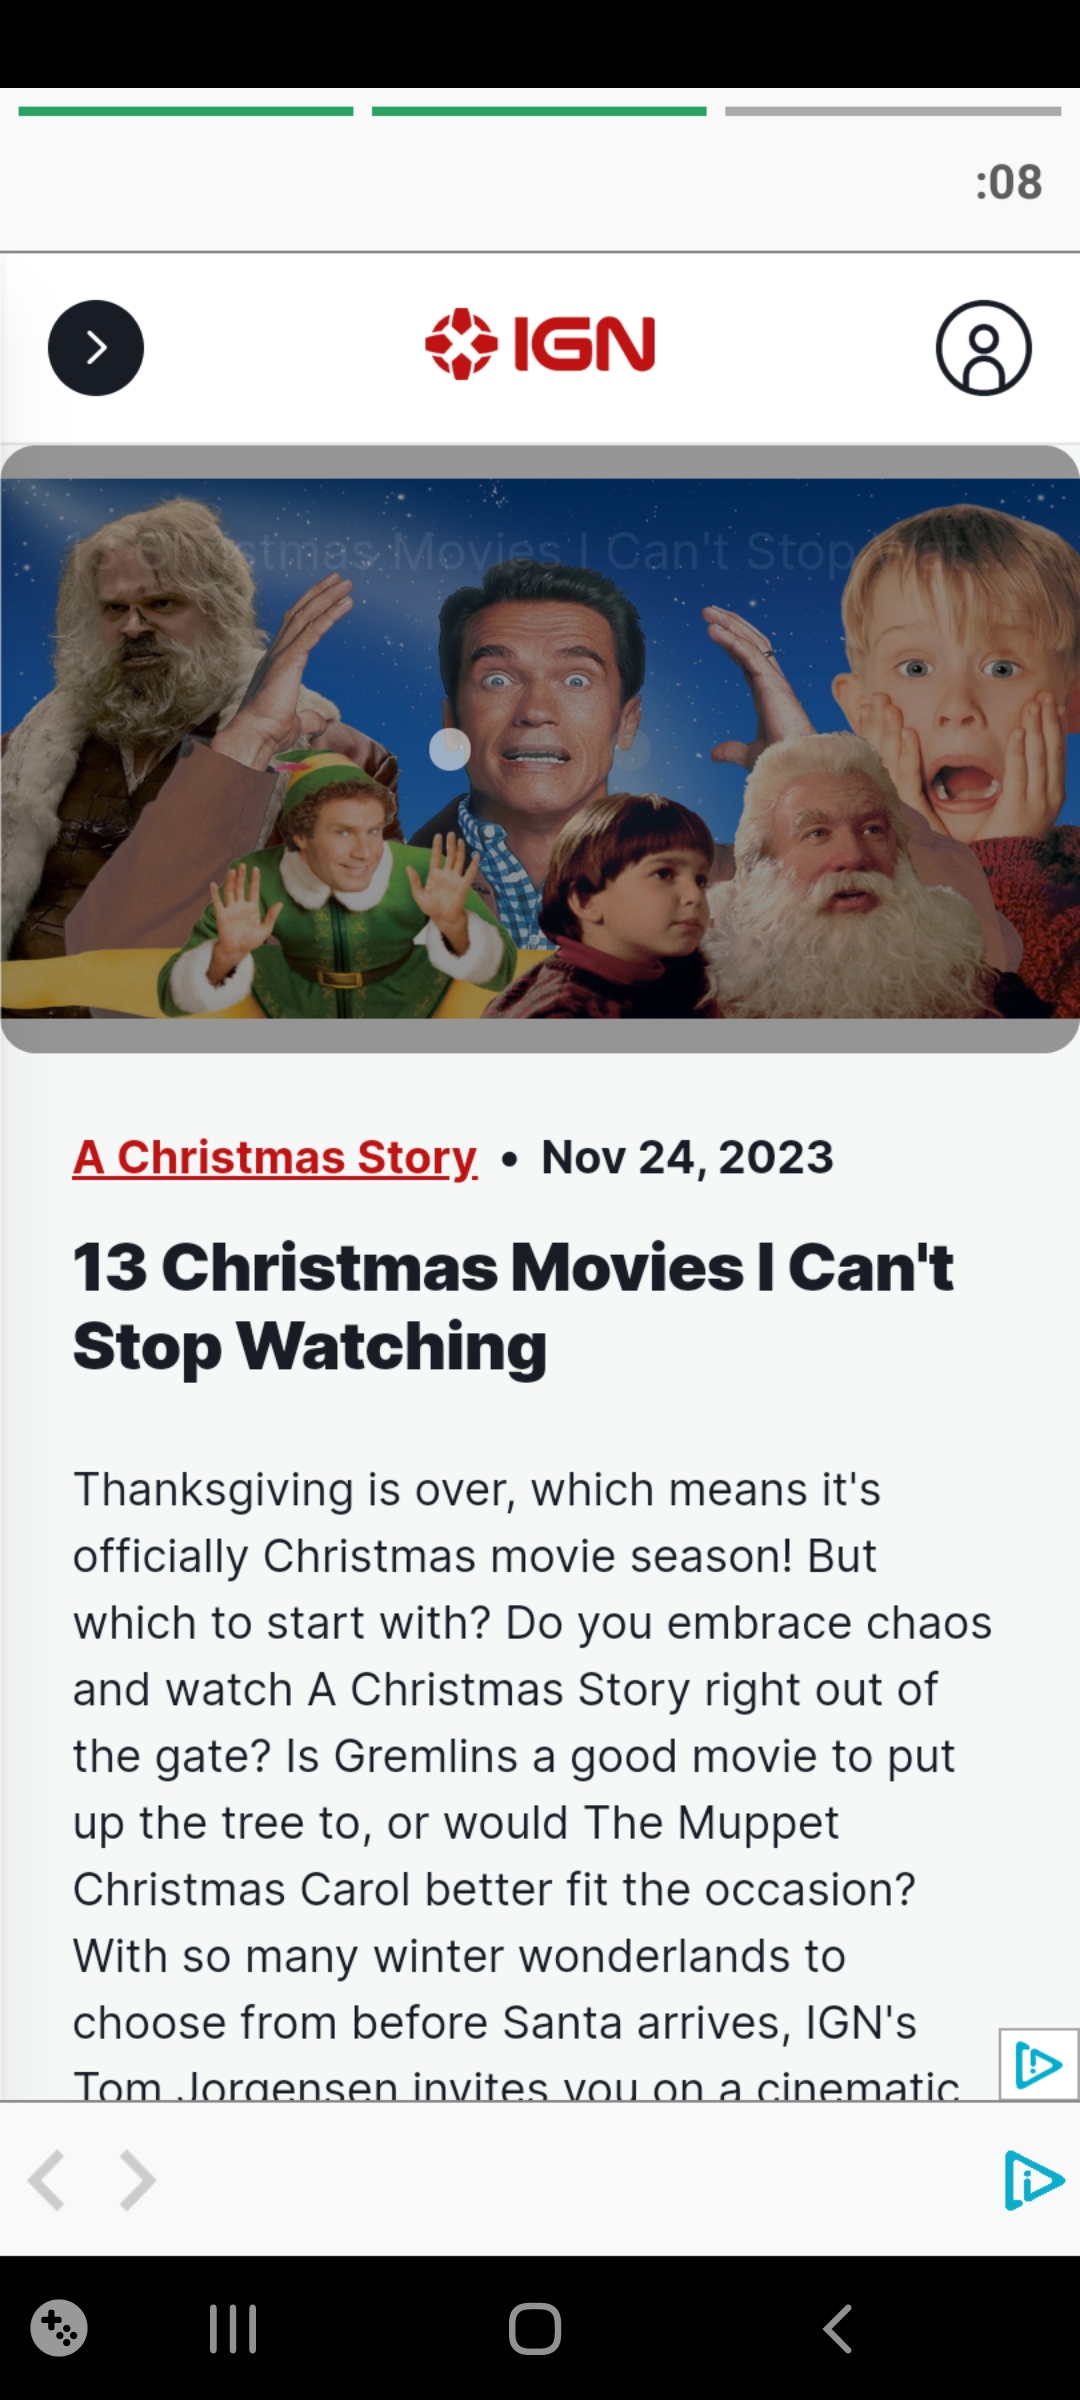 :08
IGN
13 Christmas Movies I Can't Stop Wat...
A Christmas Story • Nov 24, 2023
13 Christmas Movies I Can't
Stop Watching
Thanksgiving is over, which means it's
officially Christmas movie season! But
which to start with? Do you embrace chaos
and watch A Christmas Story right out of
the gate? Is Gremlins a good movie to put
up the tree to, or would The Muppet
Christmas Carol better fit the occasion?
With so many winter wonderlands to
choose from before Santa arrives, IGN's
Tom Jorgensen invites you on a cinematic